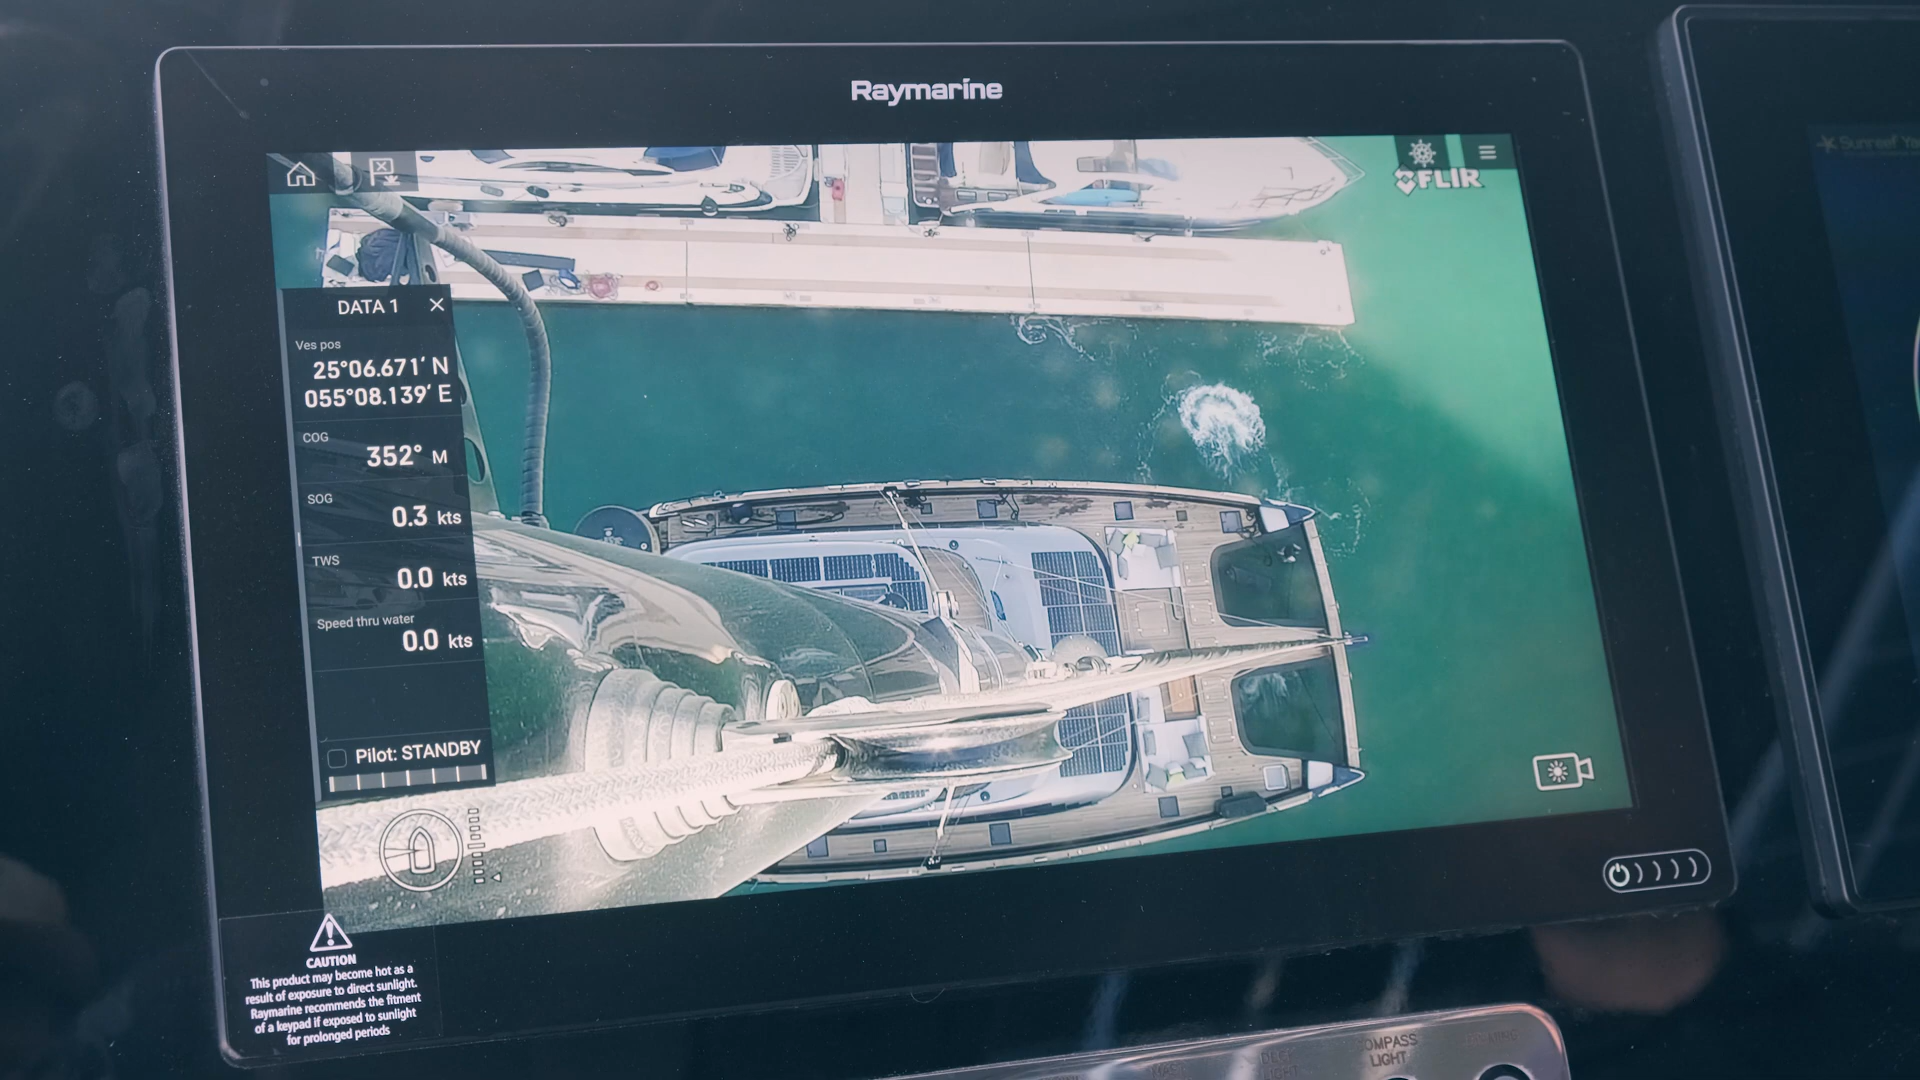 Raymarine
FLIR
Sunreef
DATA 1
Ves pos
25°06.671' N
055°08.139' E
COG
352° M
SOG
0.3 kts
TWS
0.0 kts
Speed thru water
0.0 kts
Pilot: STANDBY
CAUTION
This product may become hot as a
result of exposure to direct sunlight.
Raymarine recommends the fitment
of a keypad if exposed to sunlight
for prolonged periods
COMPASS
LIGHT
LIGHT